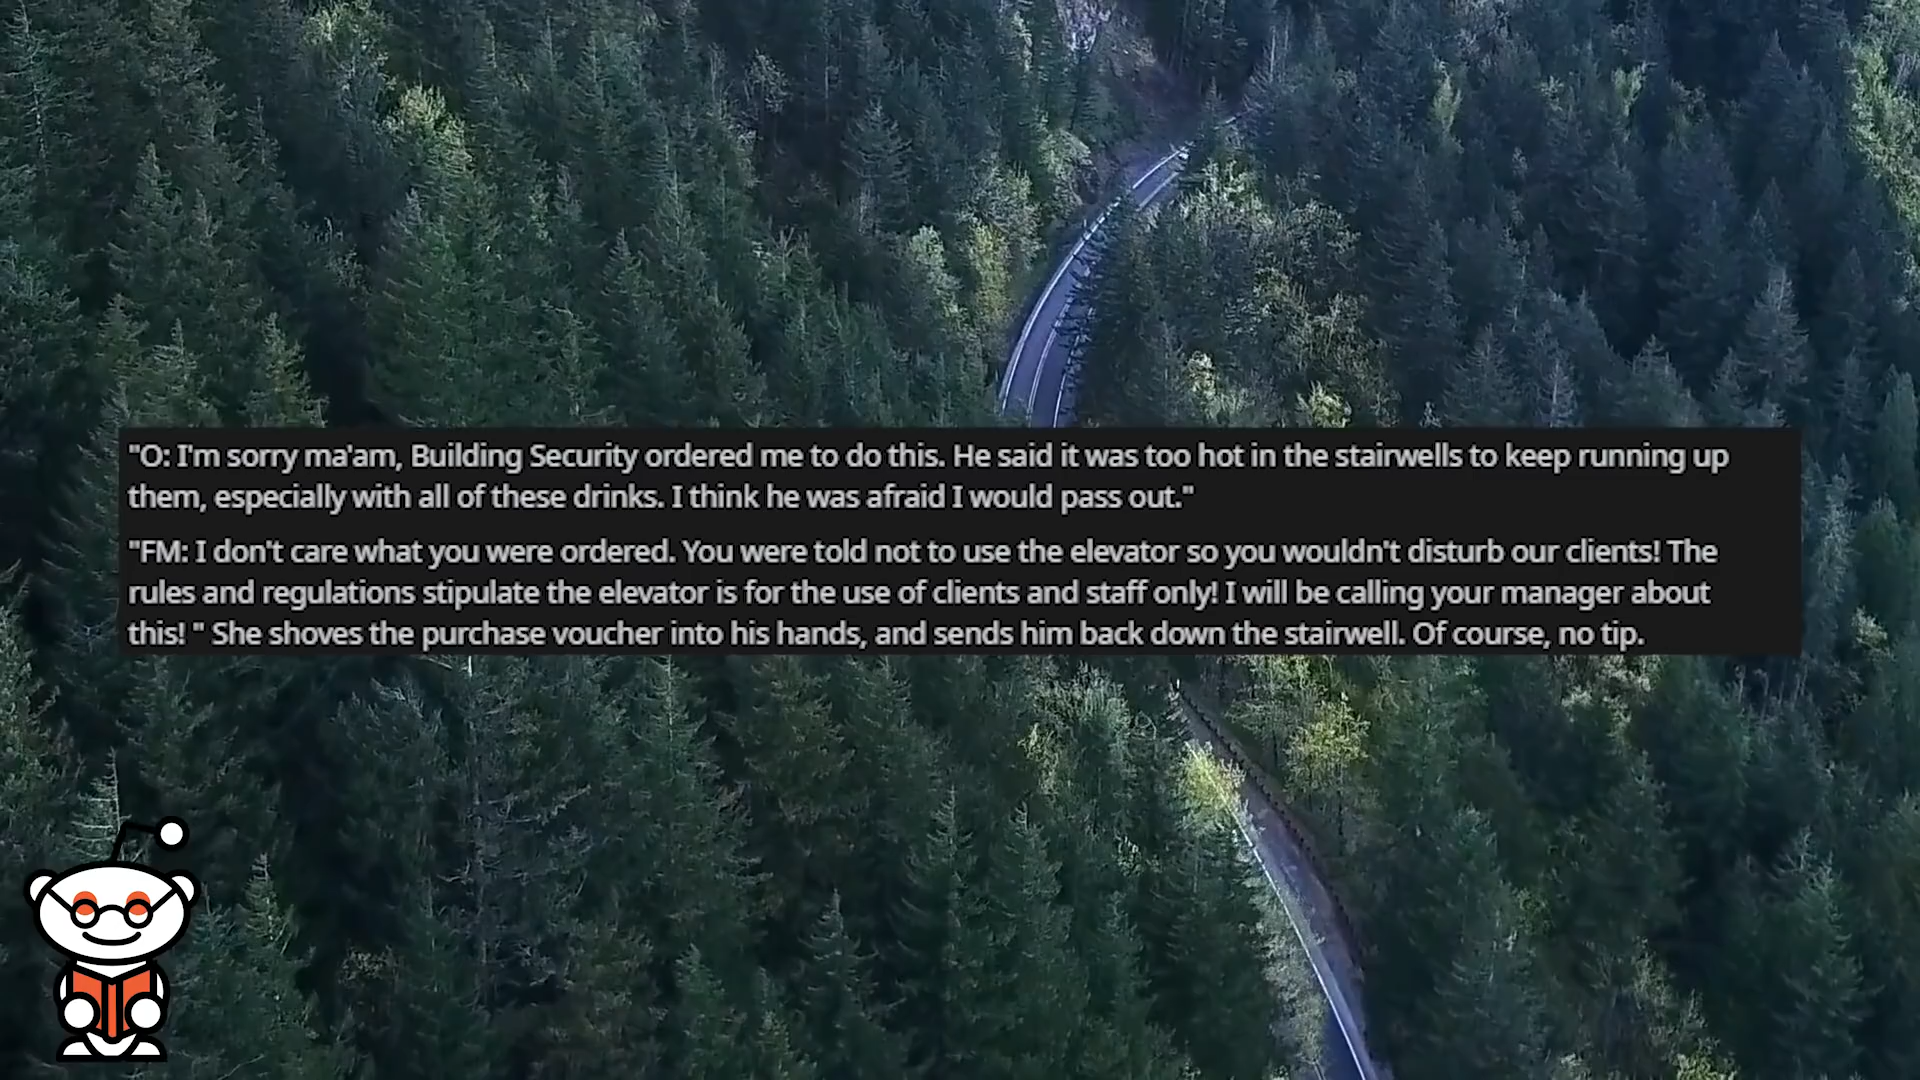 "O: I'm sorry ma'am, Building Security ordered me to do this. He said it was too hot in the stairwells to keep running up
them, especially with all of these drinks. I think he was afraid I would pass out."
"FM: I don't care what you were ordered. You were told not to use the elevator so you wouldn't disturb our clients! The
rules and regulations stipulate the elevator is for the use of clients and staff only! I will be calling your manager about
this! " She shoves the purchase voucher into his hands, and sends him back down the stairwell. Of course, no tip.